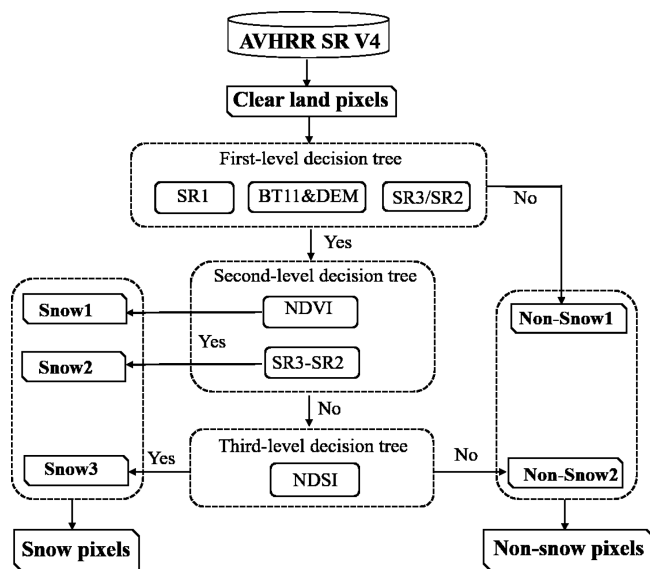 AVHRR SR V4
Clear land pixels
First-level decision tree
SR1
BT11&DEM
SR3/SR2
No
Yes
Second-level decision tree
Snow1
NDVI
Non-Snow1
Yes
Snow2
SR3-SR2
No
Third-level decision tree
Snow3
Yes
NDSI
No
Non-Snow2
Snow pixels
Non-snow pixels